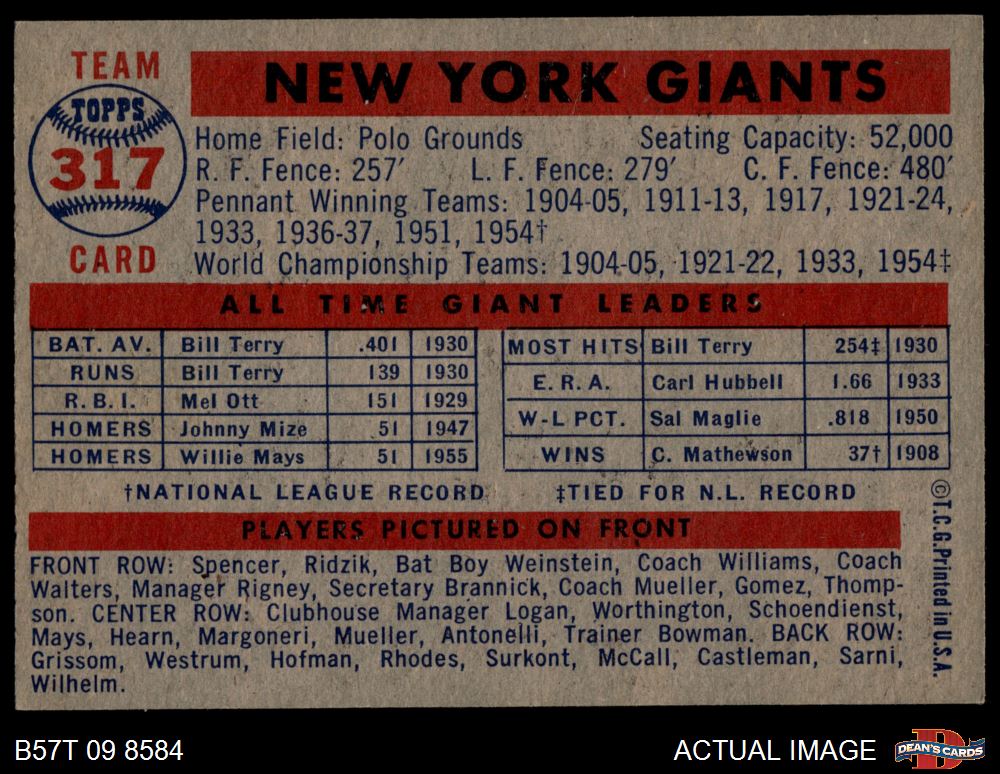 TEAM
TOPPS
317
CARD
NEW YORK GIANTS
Home Field: Polo Grounds Seating Capacity: 52,000
R. F. Fence: 257′ L. F. Fence: 279′ C. F. Fence: 480′
Pennant Winning Teams: 1904-05, 1911-13, 1917, 1921-24,
1933, 1936-37, 1951, 1954†
World Championship Teams: 1904-05, 1921-22, 1933, 1954‡
ALL TIME GIANT LEADERS
BAT. AV. Bill Terry .401 1930
RUNS Bill Terry 139 1930
R. B. I. Mel Ott 151 1929
HOMERS Johnny Mize 51 1947
HOMERS Willie Mays 51 1955
MOST HITS Bill Terry 254‡ 1930
E. R. A. Carl Hubbell 1.66 1933
W-L PCT. Sal Maglie .818 1950
WINS C. Mathewson 37† 1908
†NATIONAL LEAGUE RECORD ‡TIED FOR N.L. RECORD
PLAYERS PICTURED ON FRONT
FRONT ROW: Spencer, Ridzik, Bat Boy Weinstein, Coach Williams, Coach
Walters, Manager Rigney, Secretary Brannick, Coach Mueller, Gomez, Thomp-
son. CENTER ROW: Clubhouse Manager Logan, Worthington, Schoendienst,
Mays, Hearn, Margoneri, Mueller, Antonelli, Trainer Bowman. BACK ROW:
Grissom, Westrum, Hofman, Rhodes, Surkont, McCall, Castleman, Sarni,
Wilhelm.
©T.C.G. Printed in U.S.A.
B57T 09 8584
ACTUAL IMAGE
DEAN'S CARDS